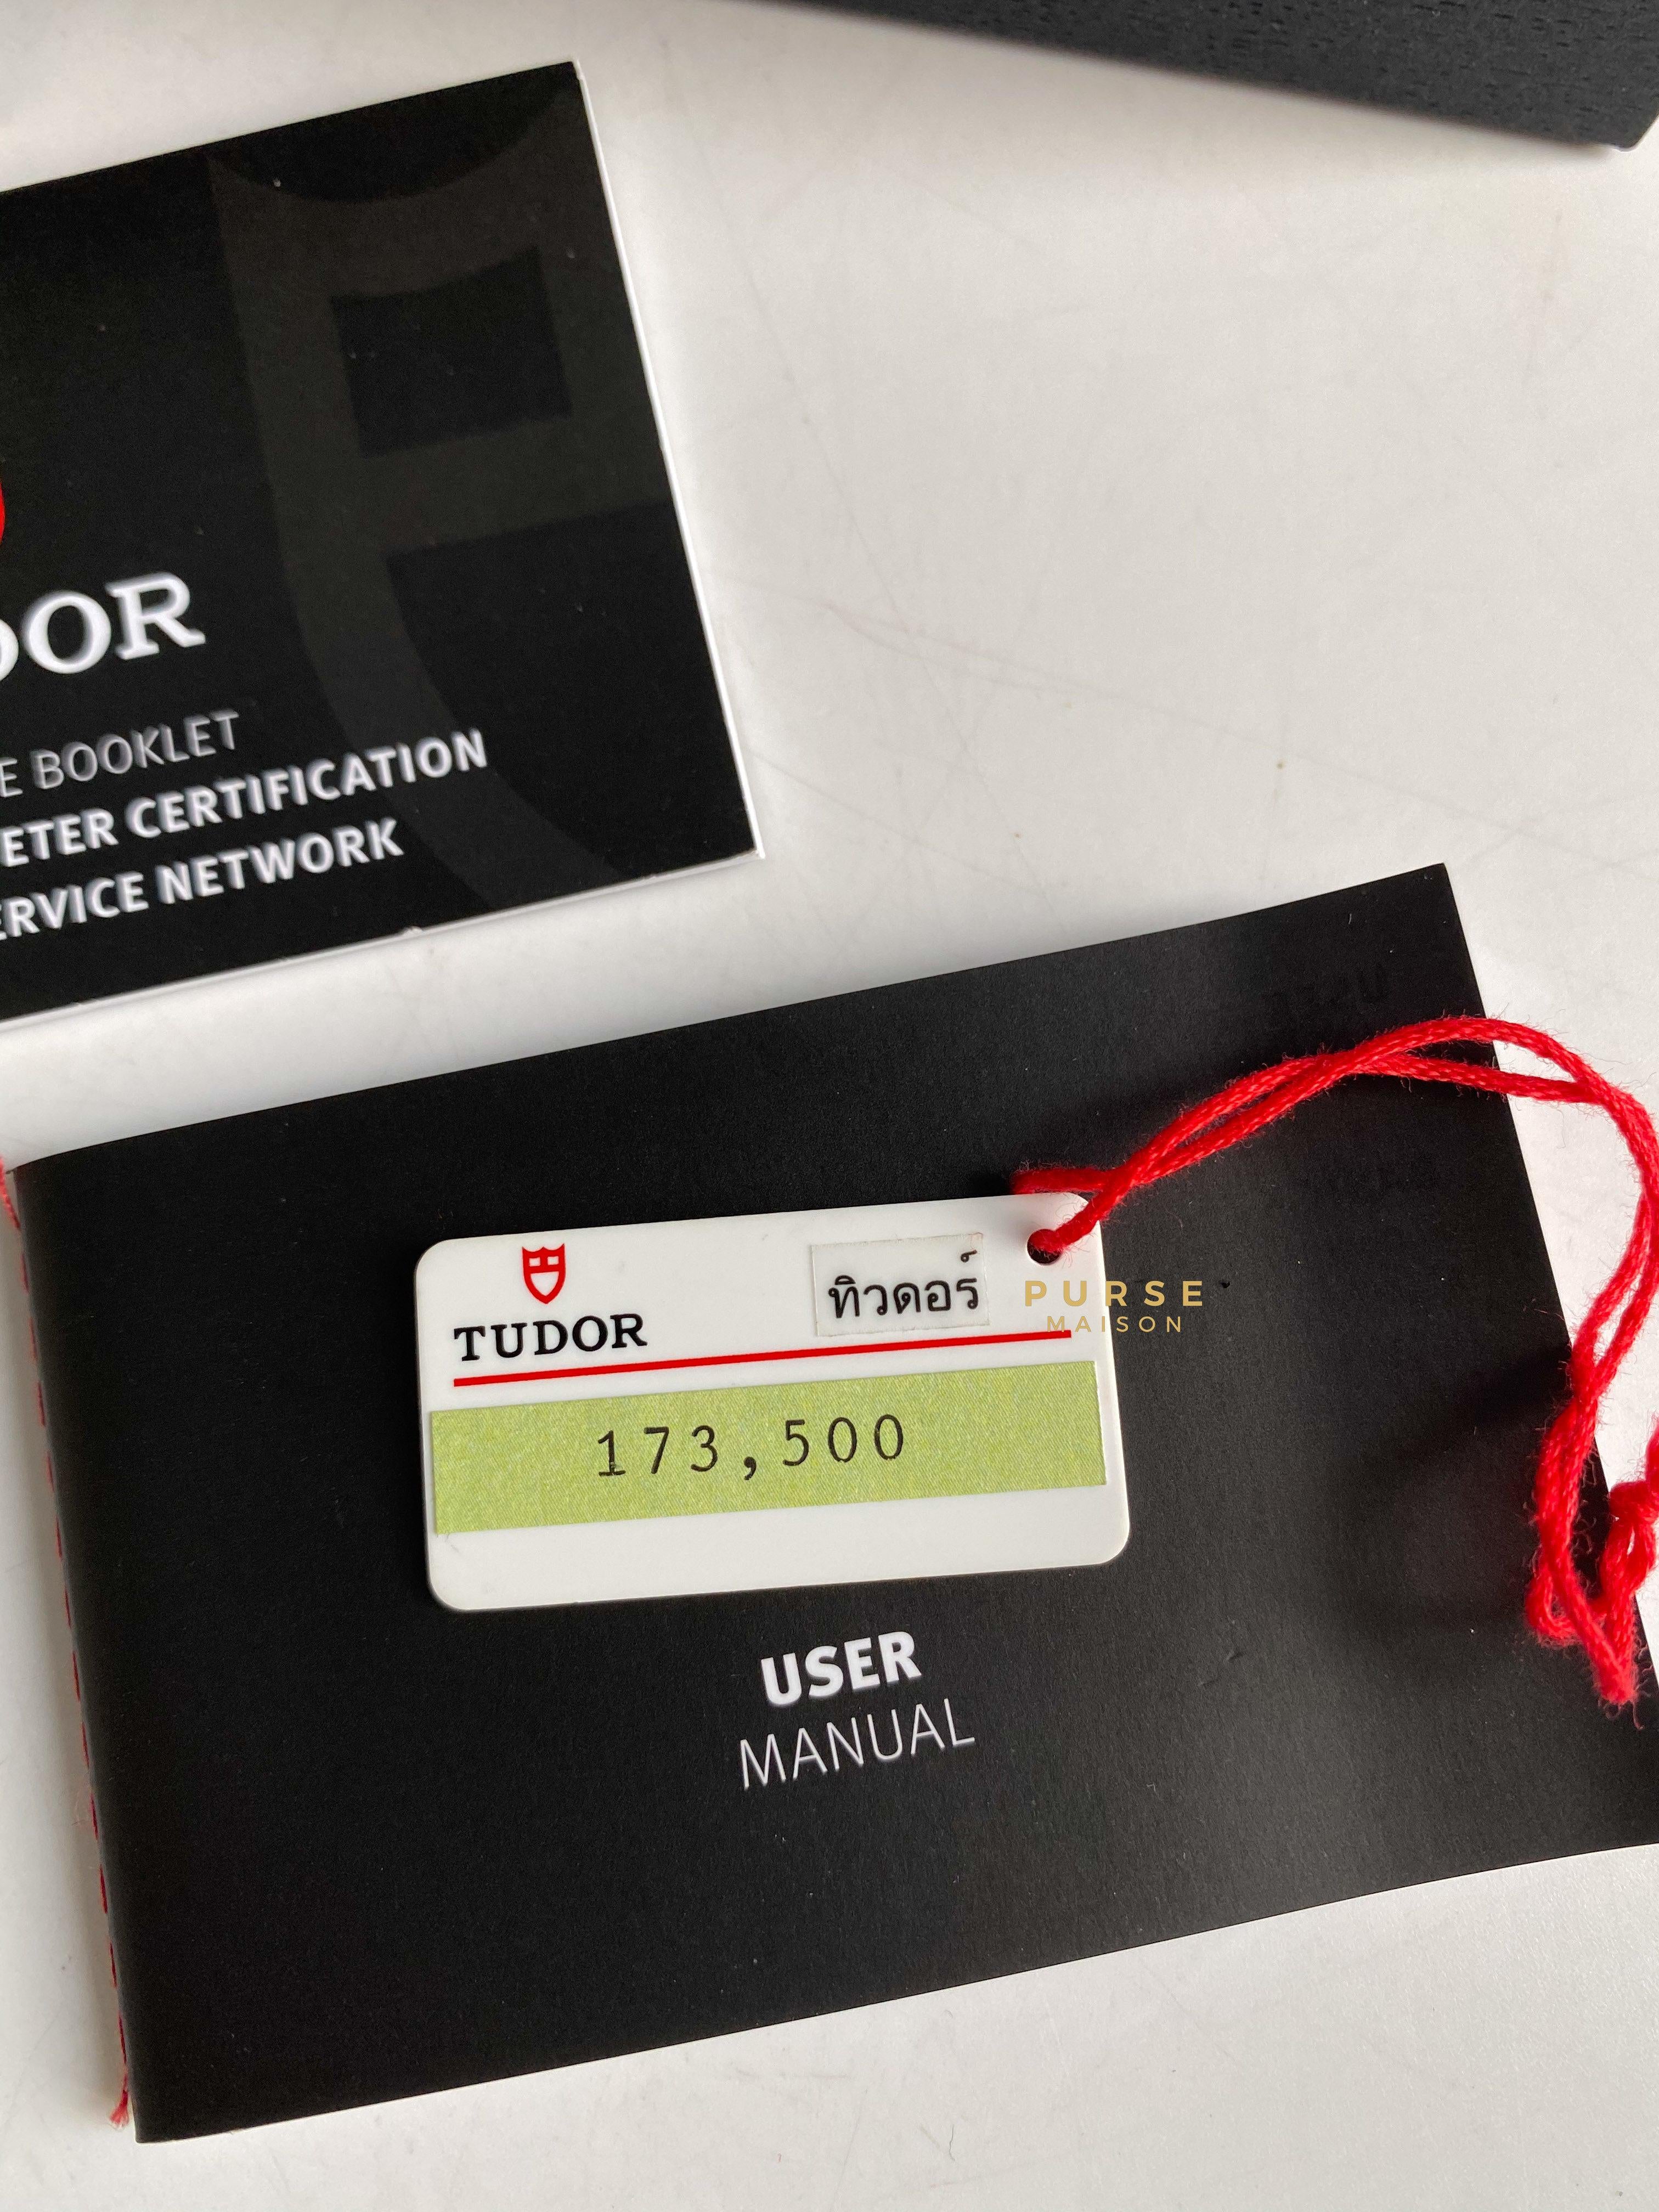 DOR
E BOOKLET
ETER CERTIFICATION
ERVICE NETWORK
TUDOR
ทิวดอร์
PURSE
MAISON
173,500
USER
MANUAL